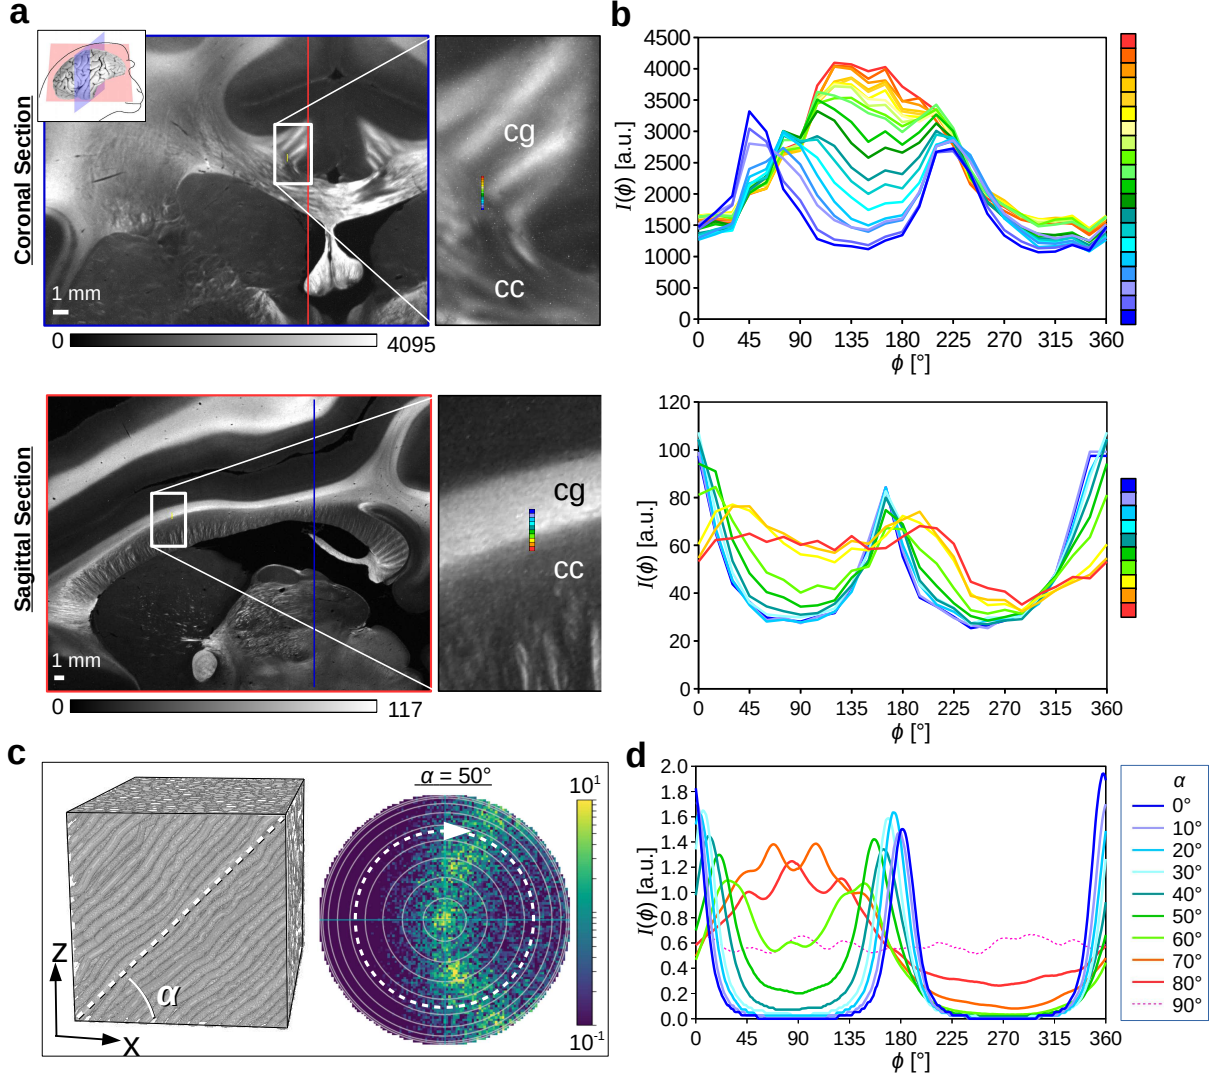 a
Coronal Section
cg
cc
1 mm
0
4095
Sagittal Section
cg
cc
1 mm
0
117
b
I(ϕ) [a.u.]
4500
4000
3500
3000
2500
2000
1500
1000
500
0
0 45 90 135 180 225 270 315 360
ϕ [°]
I(ϕ) [a.u.]
120
100
80
60
40
20
0
0 45 90 135 180 225 270 315 360
ϕ [°]
c
z
x
α
α = 50°
10¹
10⁻¹
d
I(ϕ) [a.u.]
2.0
1.8
1.6
1.4
1.2
1.0
0.8
0.6
0.4
0.2
0.0
0 45 90 135 180 225 270 315 360
ϕ [°]
α
0°
10°
20°
30°
40°
50°
60°
70°
80°
90°